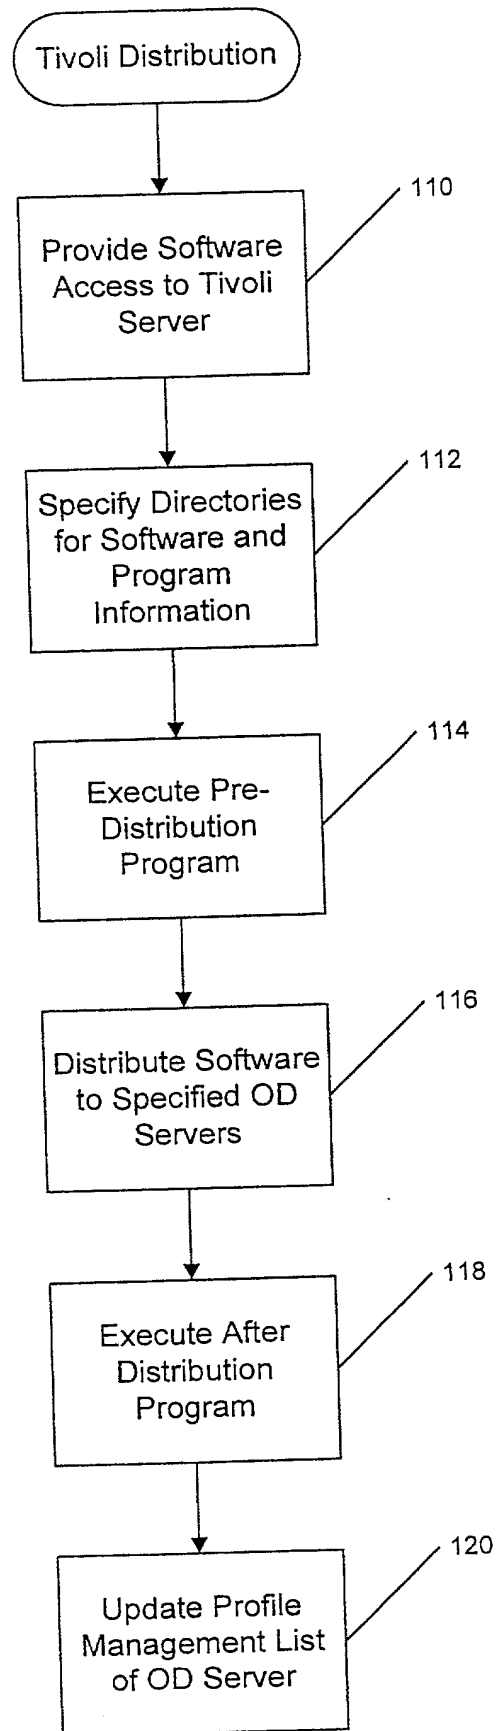 Tivoli Distribution
110
Provide Software
Access to Tivoli
Server
112
Specify Directories
for Software and
Program
Information
114
Execute Pre-
Distribution
Program
116
Distribute Software
to Specified OD
Servers
118
Execute After
Distribution
Program
120
Update Profile
Management List
of OD Server